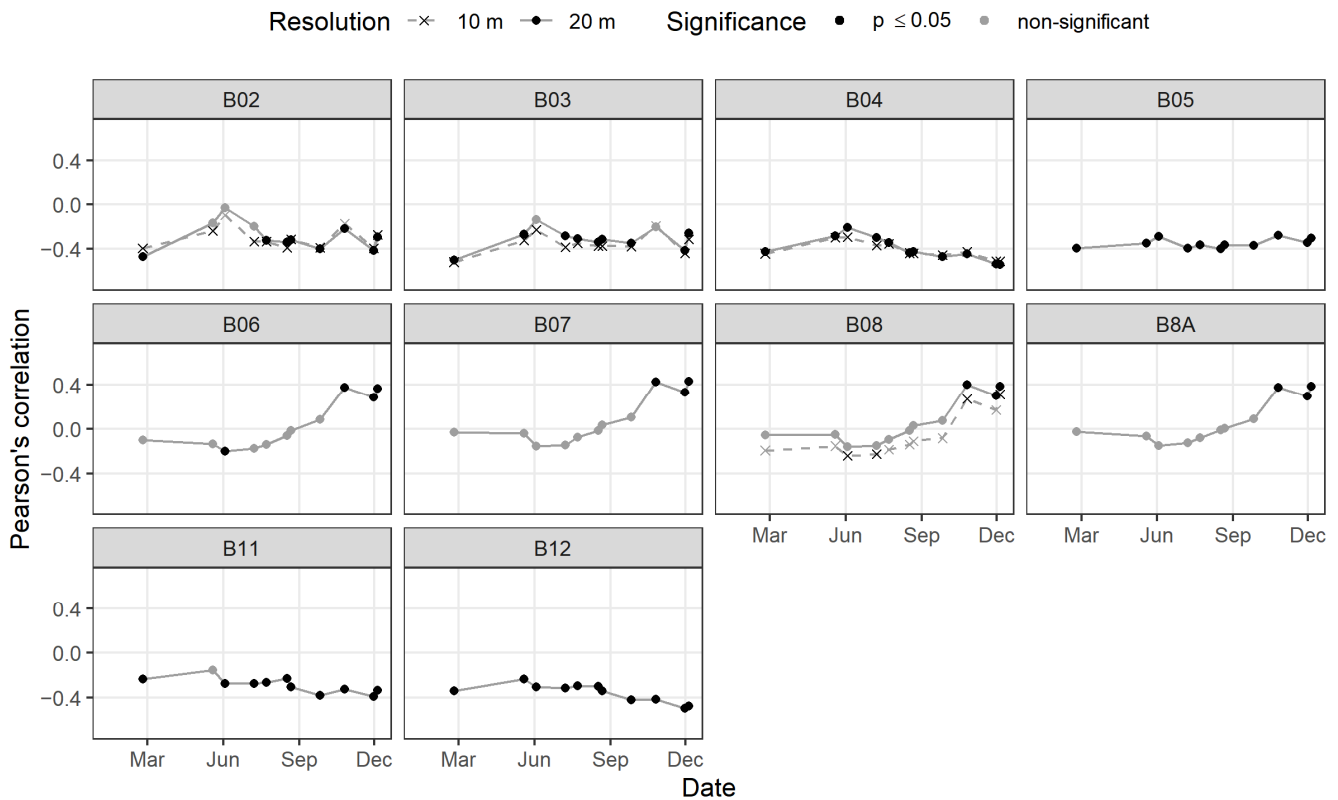 Resolution 10 m 20 m Significance p ≤ 0.05 non-significant
B02 B03 B04 B05
0.4
0.0
−0.4
B06 B07 B08 B8A
0.4
0.0
−0.4
Mar Jun Sep Dec Mar Jun Sep Dec
B11 B12
0.4
0.0
−0.4
Mar Jun Sep Dec Mar Jun Sep Dec
Pearson's correlation
Date